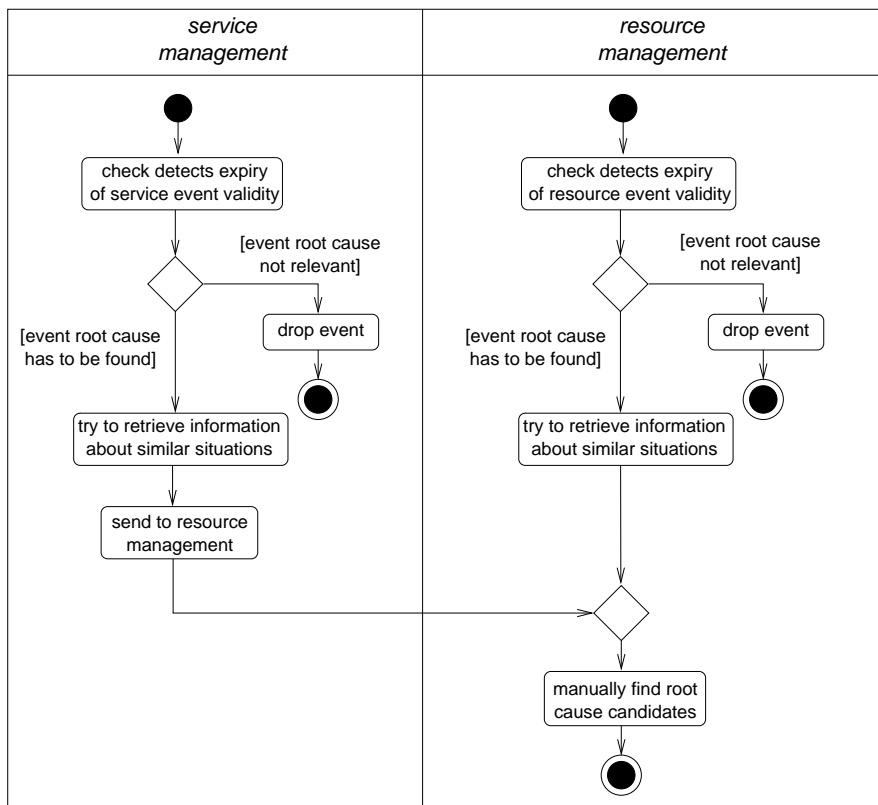 service
management
resource
management
check detects expiry
of service event validity
[event root cause
not relevant]
drop event
[event root cause
has to be found]
try to retrieve information
about similar situations
send to resource
management
check detects expiry
of resource event validity
[event root cause
not relevant]
drop event
[event root cause
has to be found]
try to retrieve information
about similar situations
manually find root
cause candidates